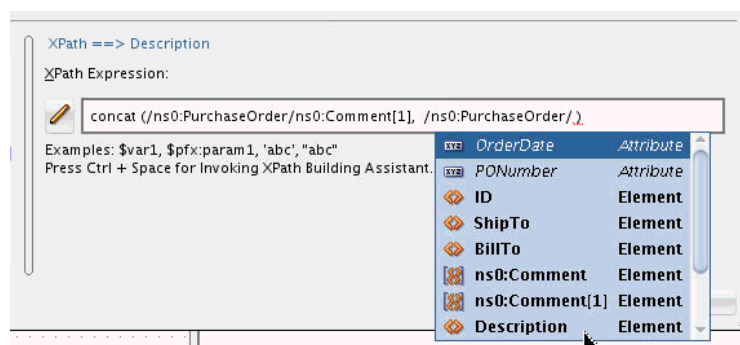 XPath ==> Description
XPath Expression:
concat (/ns0:PurchaseOrder/ns0:Comment[1], /ns0:PurchaseOrder/ )
Examples: $var1, $pfx:param1, 'abc', "abc"
Press Ctrl + Space for Invoking XPath Building Assistant.
XYZ OrderDate Attribute
XYZ PONumber Attribute
ID Element
ShipTo Element
BillTo Element
ns0:Comment Element
ns0:Comment[1] Element
Description Element